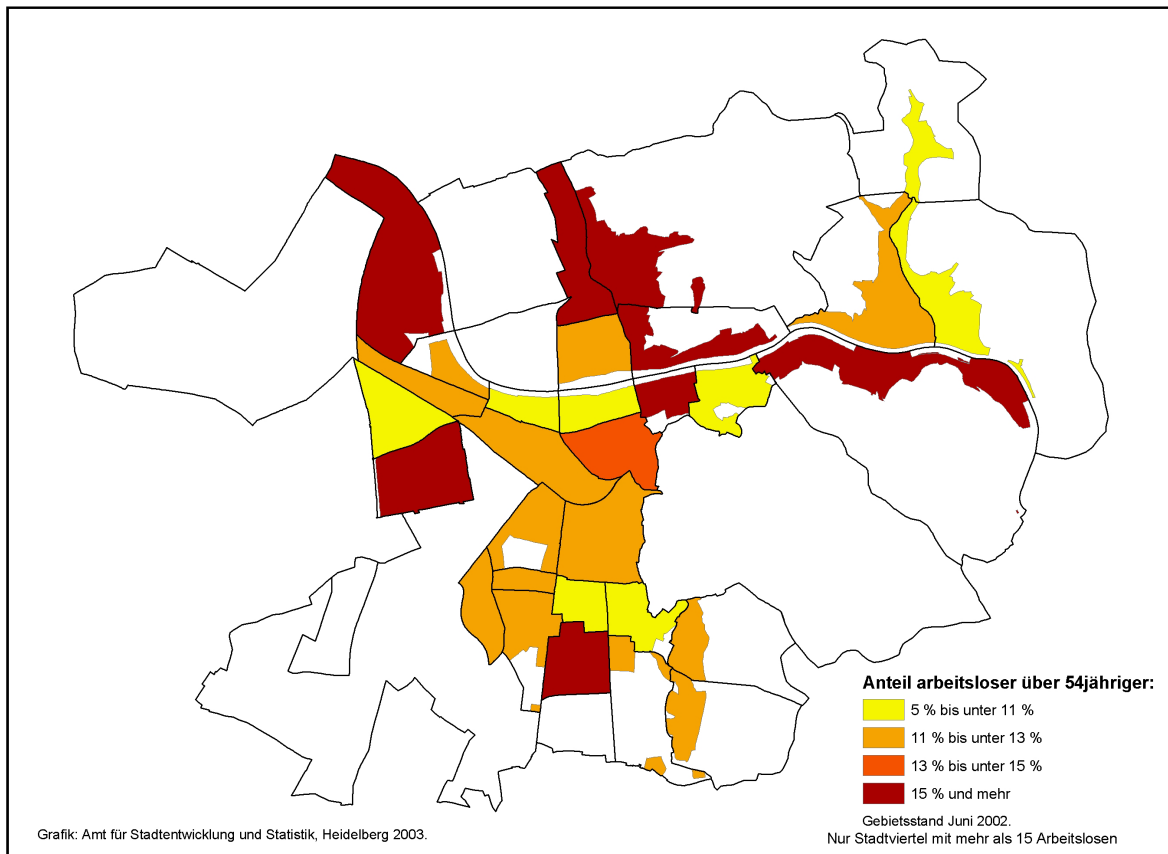 Anteil arbeitsloser über 54jähriger:
5 % bis unter 11 %
11 % bis unter 13 %
13 % bis unter 15 %
15 % und mehr
Gebietsstand Juni 2002.
Nur Stadtviertel mit mehr als 15 Arbeitslosen
Grafik: Amt für Stadtentwicklung und Statistik, Heidelberg 2003.